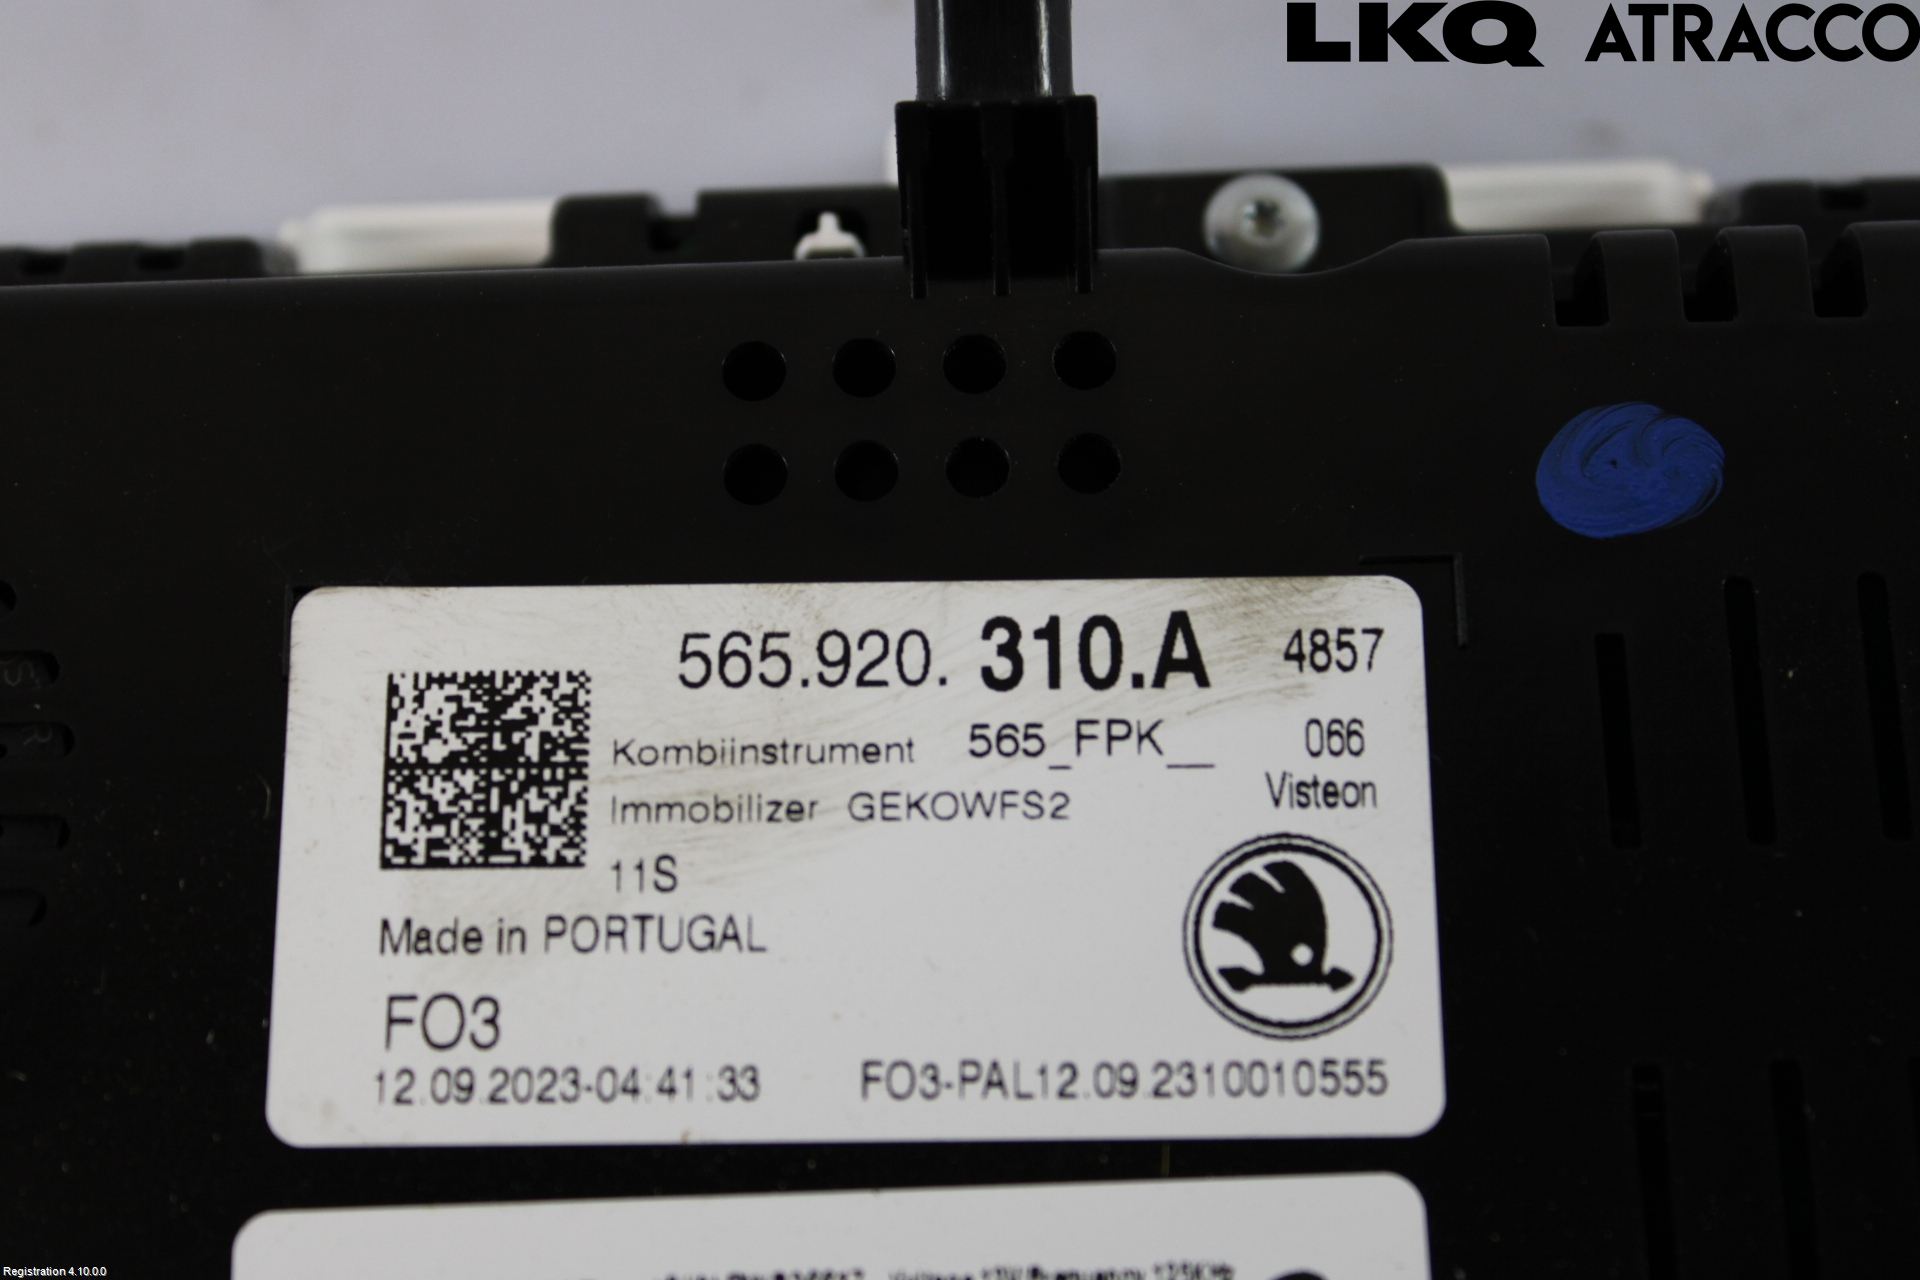 LKQ ATRACCO
565.920.310.A 4857
Kombiinstrument 565_FPK__ 066
Visteon
Immobilizer GEKOWFS2
11S
Made in PORTUGAL
FO3
12.09.2023-04:41:33 FO3-PAL12.09.2310010555
Registration 4.10.0.0